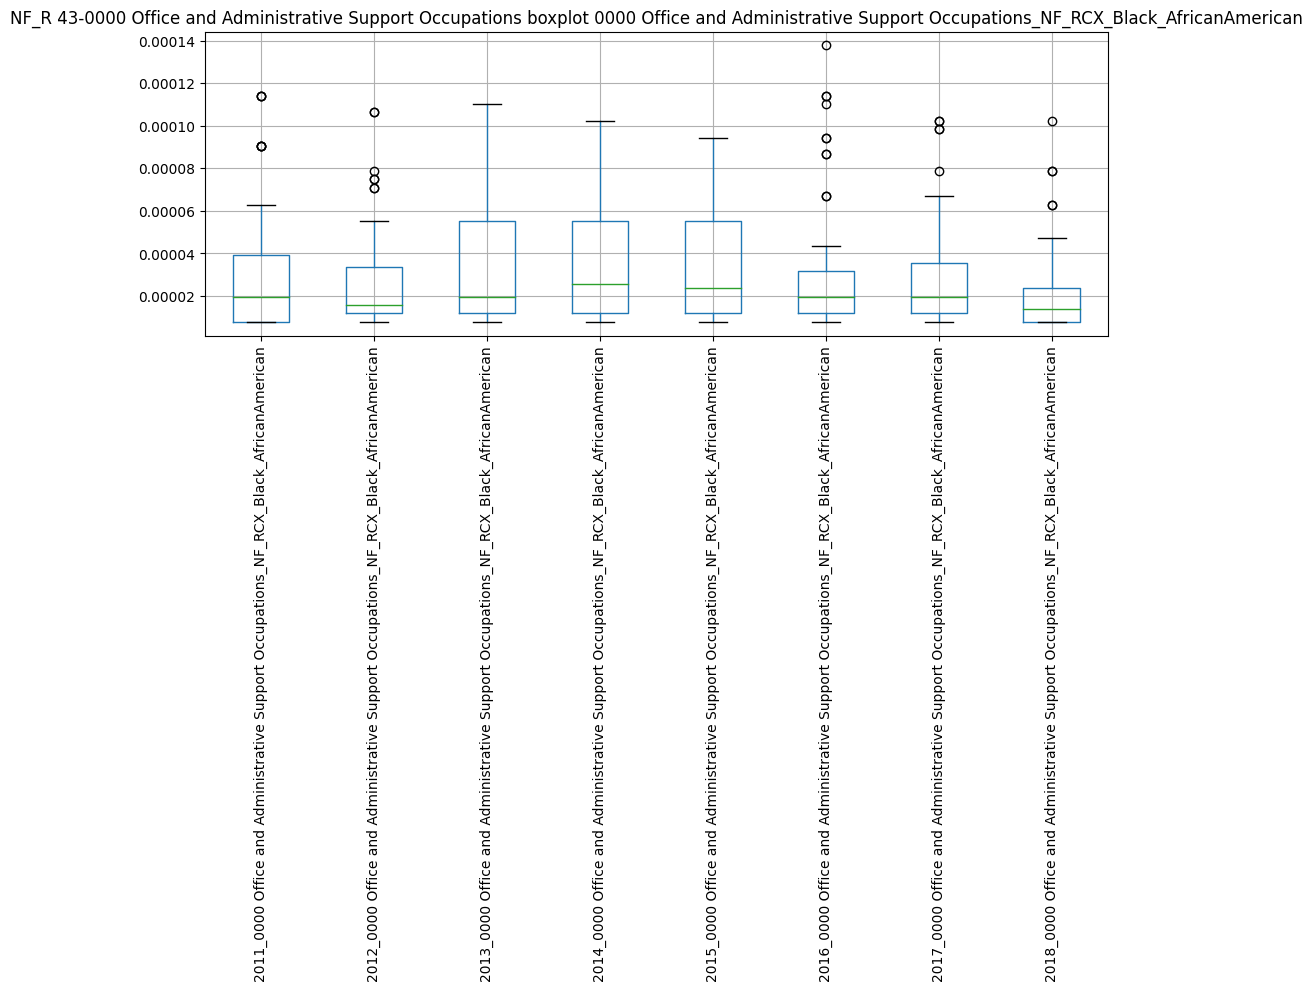 NF_R 43-0000 Office and Administrative Support Occupations boxplot 0000 Office and Administrative Support Occupations_NF_RCX_Black_AfricanAmerican
0.00014
0.00012
0.00010
0.00008
0.00006
0.00004
0.00002
2011_0000 Office and Administrative Support Occupations_NF_RCX_Black_AfricanAmerican
2012_0000 Office and Administrative Support Occupations_NF_RCX_Black_AfricanAmerican
2013_0000 Office and Administrative Support Occupations_NF_RCX_Black_AfricanAmerican
2014_0000 Office and Administrative Support Occupations_NF_RCX_Black_AfricanAmerican
2015_0000 Office and Administrative Support Occupations_NF_RCX_Black_AfricanAmerican
2016_0000 Office and Administrative Support Occupations_NF_RCX_Black_AfricanAmerican
2017_0000 Office and Administrative Support Occupations_NF_RCX_Black_AfricanAmerican
2018_0000 Office and Administrative Support Occupations_NF_RCX_Black_AfricanAmerican